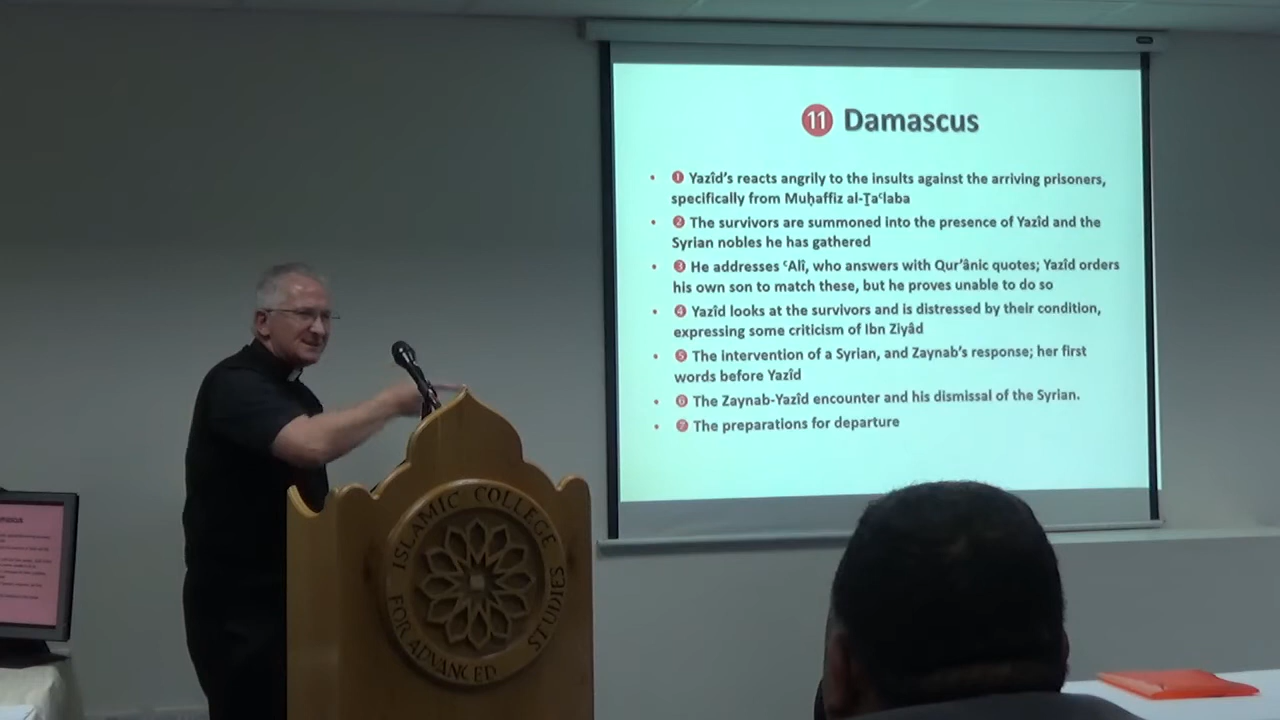 ⓫ Damascus
• ❶ Yazîd's reacts angrily to the insults against the arriving prisoners,
specifically from Muḥaffiz al-Ṯaʿlaba
• ❷ The survivors are summoned into the presence of Yazîd and the
Syrian nobles he has gathered
• ❸ He addresses ʿAlî, who answers with Qur'ânic quotes; Yazîd orders
his own son to match these, but he proves unable to do so
• ❹ Yazîd looks at the survivors and is distressed by their condition,
expressing some criticism of Ibn Ziyâd
• ❺ The intervention of a Syrian, and Zaynab's response; her first
words before Yazîd
• ❻ The Zaynab-Yazîd encounter and his dismissal of the Syrian.
• ❼ The preparations for departure
ISLAMIC COLLEGE
FOR ADVANCED STUDIES